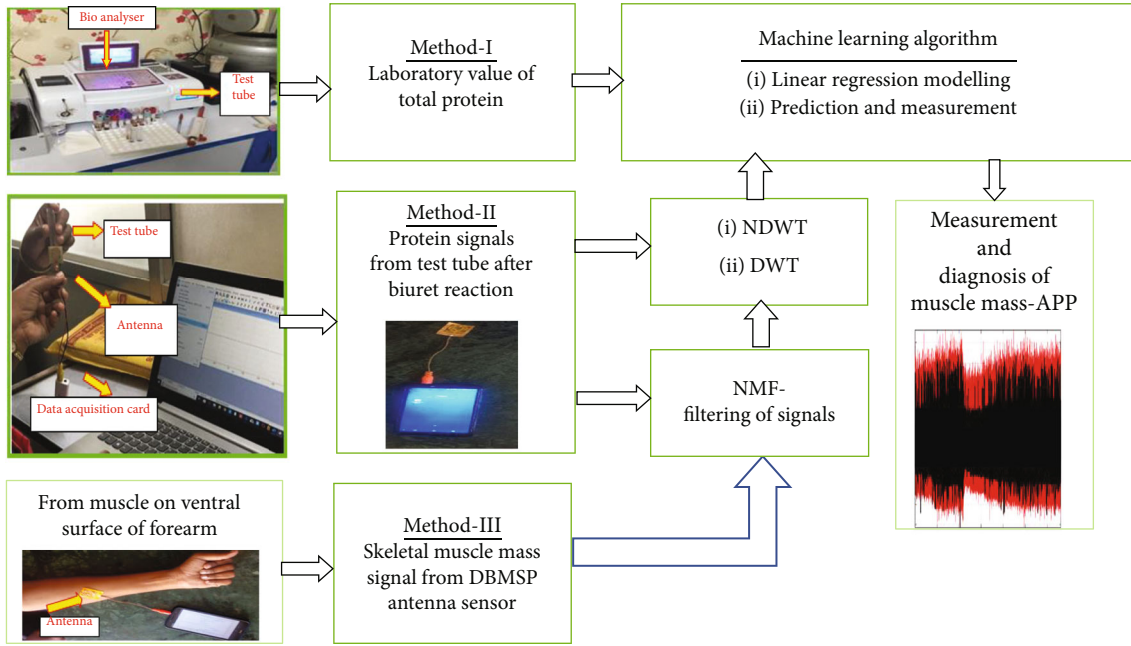 Bio analyser
Test
tube
Method-I
Laboratory value of
total protein
Machine learning algorithm
(i) Linear regression modelling
(ii) Prediction and measurement
Test tube
Antenna
Data acquisition card
Method-II
Protein signals
from test tube after
biuret reaction
(i) NDWT
(ii) DWT
NMF-
filtering of signals
Measurement
and
diagnosis of
muscle mass-APP
From muscle on ventral
surface of forearm
Antenna
Method-III
Skeletal muscle mass
signal from DBMSP
antenna sensor